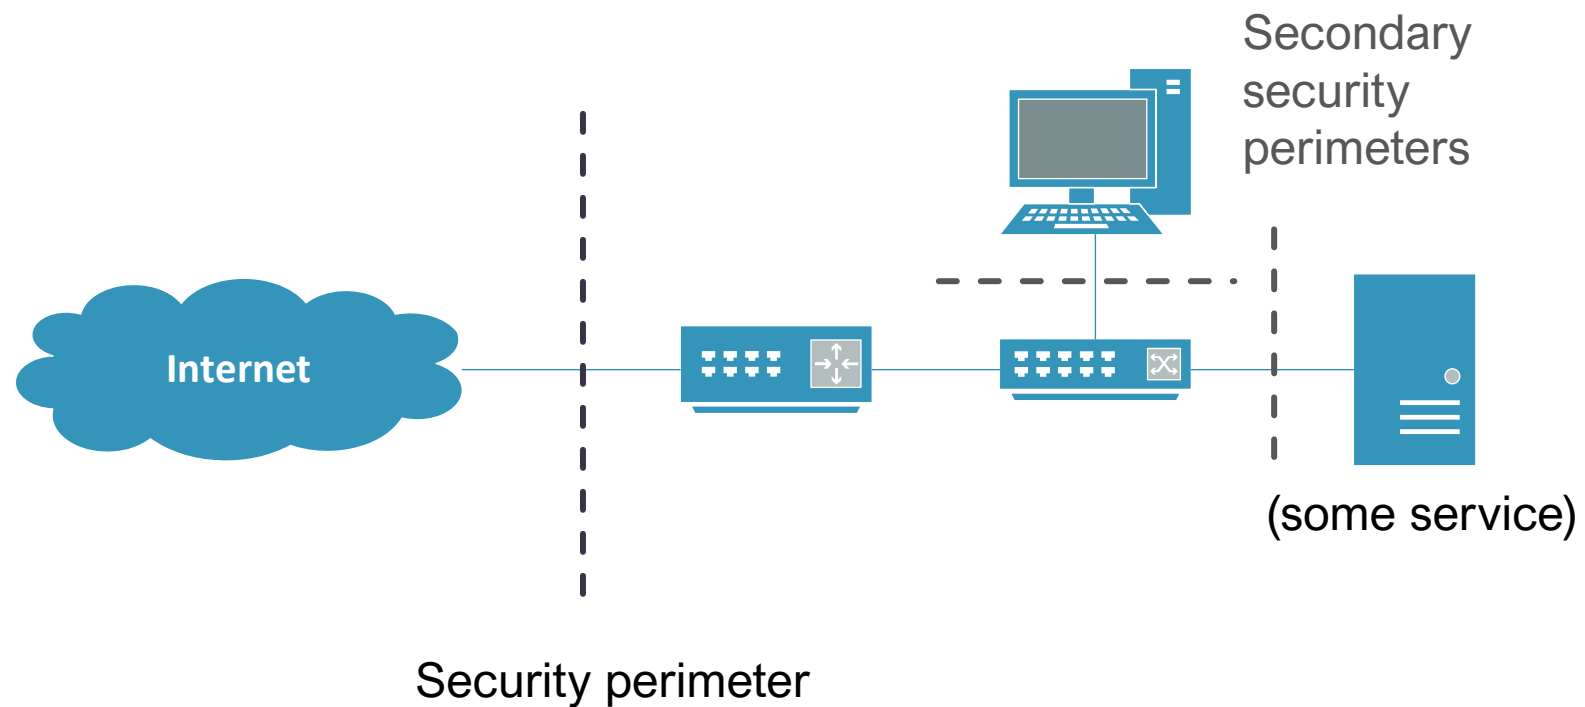 Secondary
security
perimeters
Internet
(some service)
Security perimeter